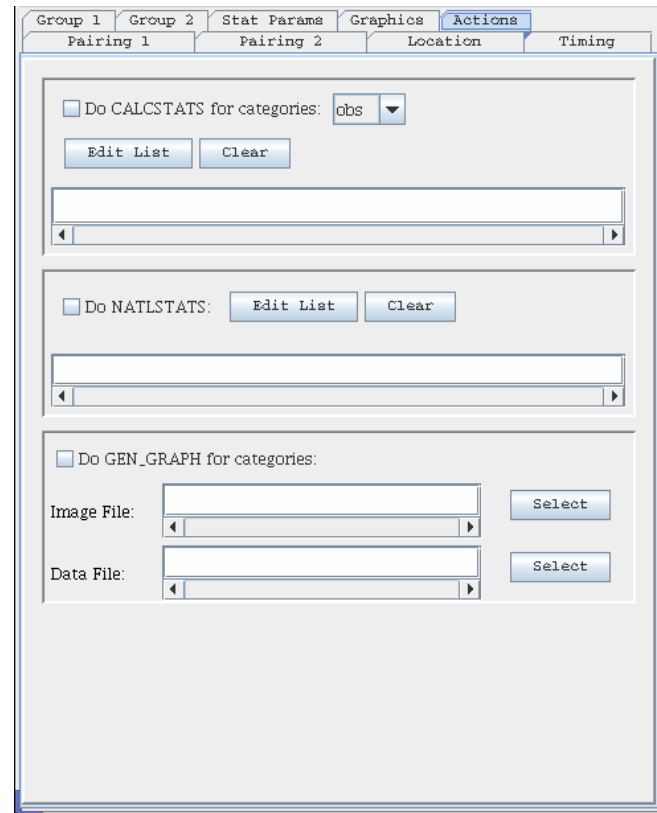 Group 1 Group 2 Stat Params Graphics Actions
Pairing 1 Pairing 2 Location Timing
Do CALCSTATS for categories: obs
Edit List Clear
Do NATLSTATS: Edit List Clear
Do GEN_GRAPH for categories:
Image File: Select
Data File: Select